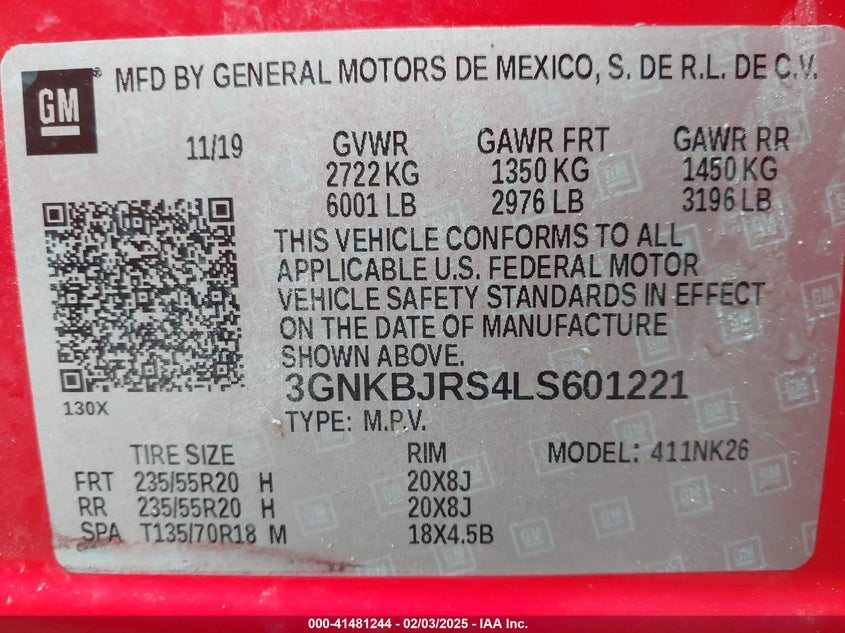 GM ® MFD BY GENERAL MOTORS DE MEXICO, S. DE R.L. DE C.V.
11/19 GVWR GAWR FRT GAWR RR
2722 KG 1350 KG 1450 KG
6001 LB 2976 LB 3196 LB
THIS VEHICLE CONFORMS TO ALL
APPLICABLE U.S. FEDERAL MOTOR
VEHICLE SAFETY STANDARDS IN EFFECT
ON THE DATE OF MANUFACTURE
SHOWN ABOVE.
3GNKBJRS4LS601221
130X
TYPE: M.P.V.
TIRE SIZE RIM MODEL: 411NK26
FRT 235/55R20 H 20X8J
RR 235/55R20 H 20X8J
SPA T135/70R18 M 18X4.5B
000-41481244 — 02/03/2025 — IAA Inc.